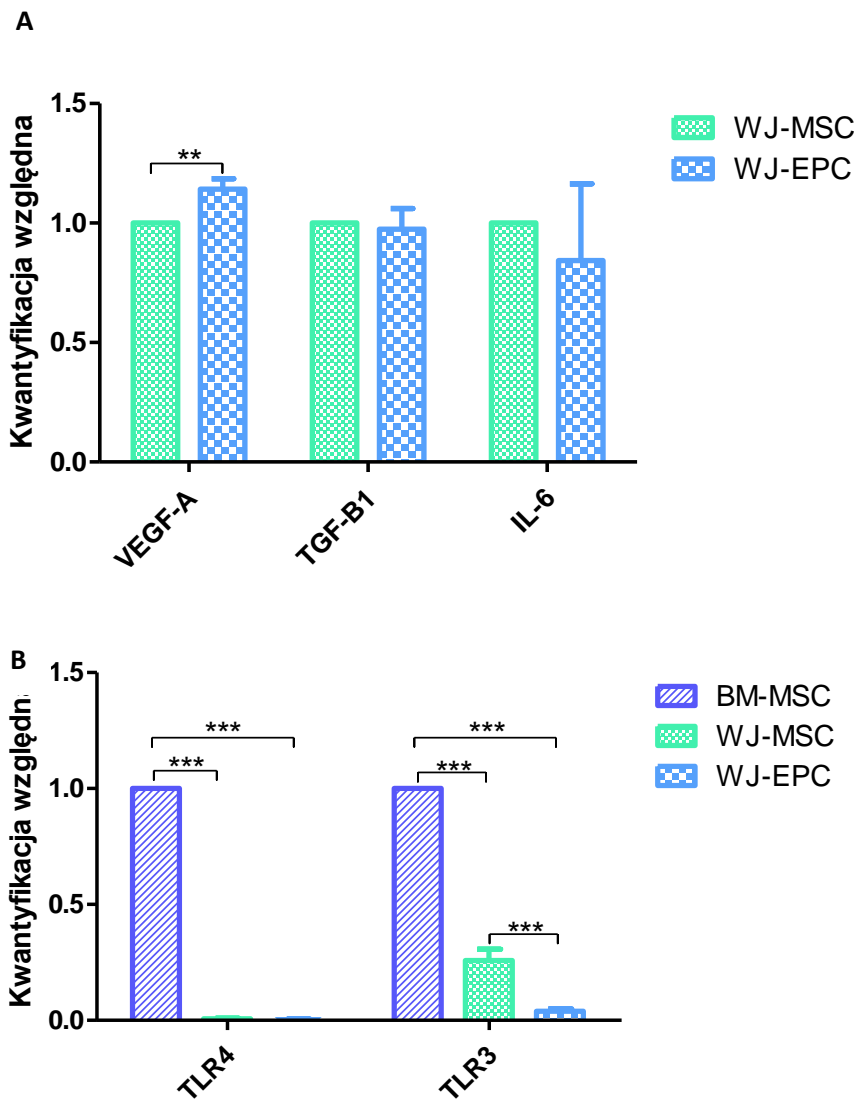 A
Kwantyfikacja względna
1.5
1.0
0.5
0.0
**
WJ-MSC
WJ-EPC
VEGF-A
TGF-B1
IL-6
B
Kwantyfikacja względn
1.5
1.0
0.5
0.0
***
***
***
***
***
BM-MSC
WJ-MSC
WJ-EPC
TLR4
TLR3